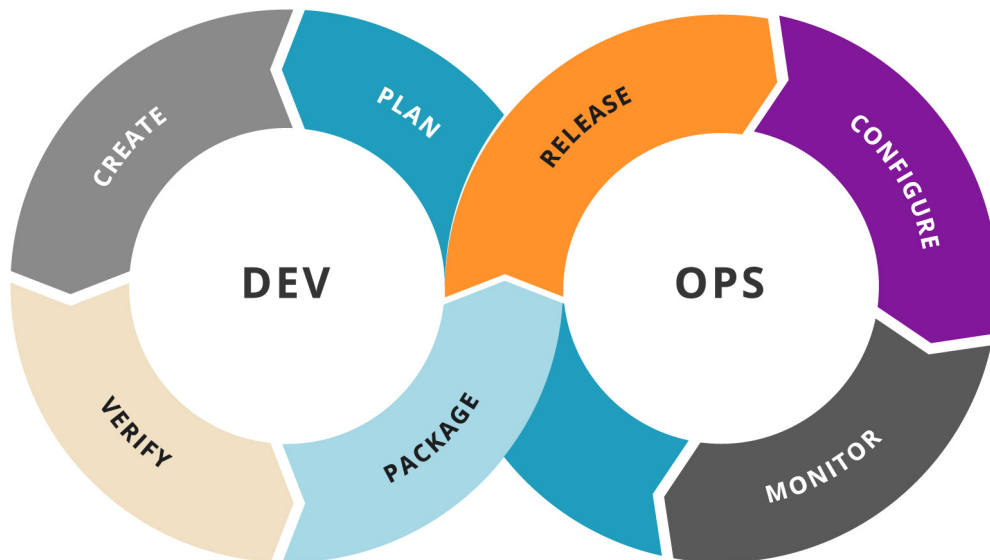 CREATE
PLAN
RELEASE
CONFIGURE
DEV
OPS
VERIFY
PACKAGE
MONITOR